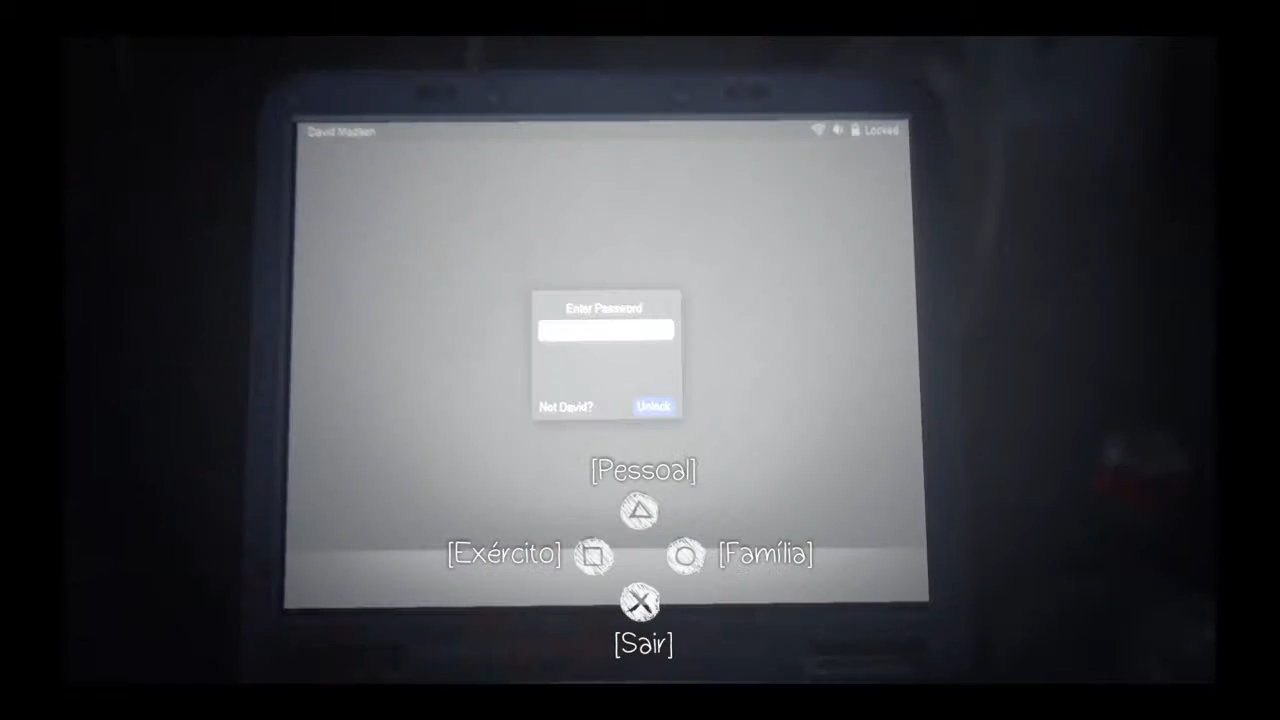 David Madsen
Locked
Enter Password
Not David?
Unlock
[Pessoal]
[Exército]
[Família]
[Sair]